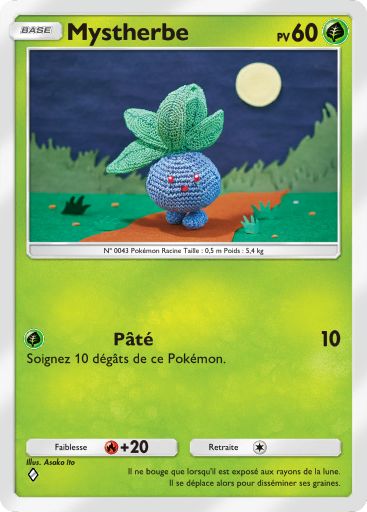 BASE Mystherbe PV 60
N° 0043 Pokémon Racine Taille : 0,5 m Poids : 5,4 kg
Pâté 10
Soignez 10 dégâts de ce Pokémon.
Faiblesse +20 Retraite
Illus. Asako Ito
Il ne bouge que lorsqu'il est exposé aux rayons de la lune.
Il se déplace alors pour disséminer ses graines.